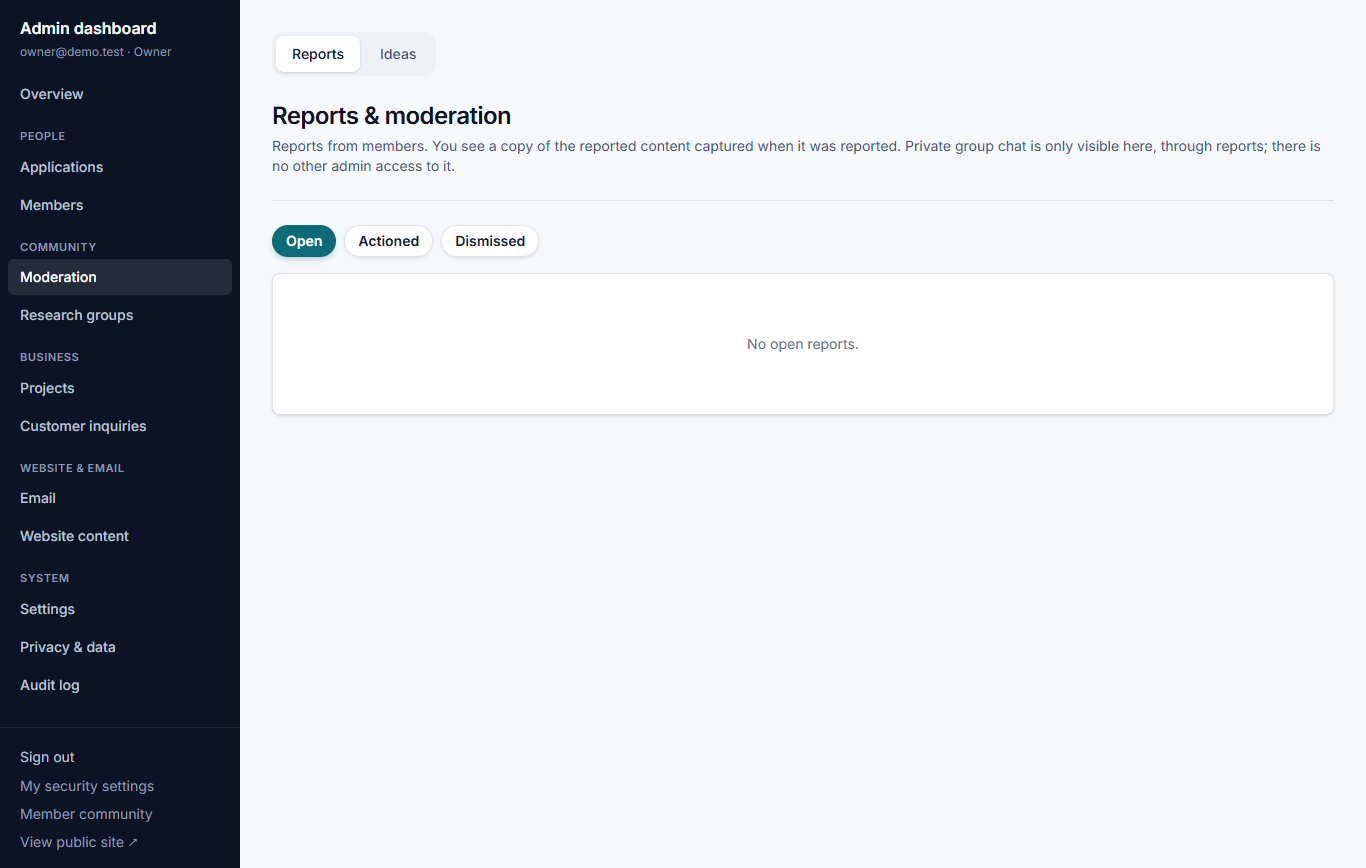 Admin dashboard
owner@demo.test · Owner
Overview
PEOPLE
Applications
Members
COMMUNITY
Moderation
Research groups
BUSINESS
Projects
Customer inquiries
WEBSITE & EMAIL
Email
Website content
SYSTEM
Settings
Privacy & data
Audit log
Sign out
My security settings
Member community
View public site ↗
Reports Ideas
Reports & moderation
Reports from members. You see a copy of the reported content captured when it was reported. Private group chat is only visible here, through reports; there is
no other admin access to it.
Open Actioned Dismissed
No open reports.